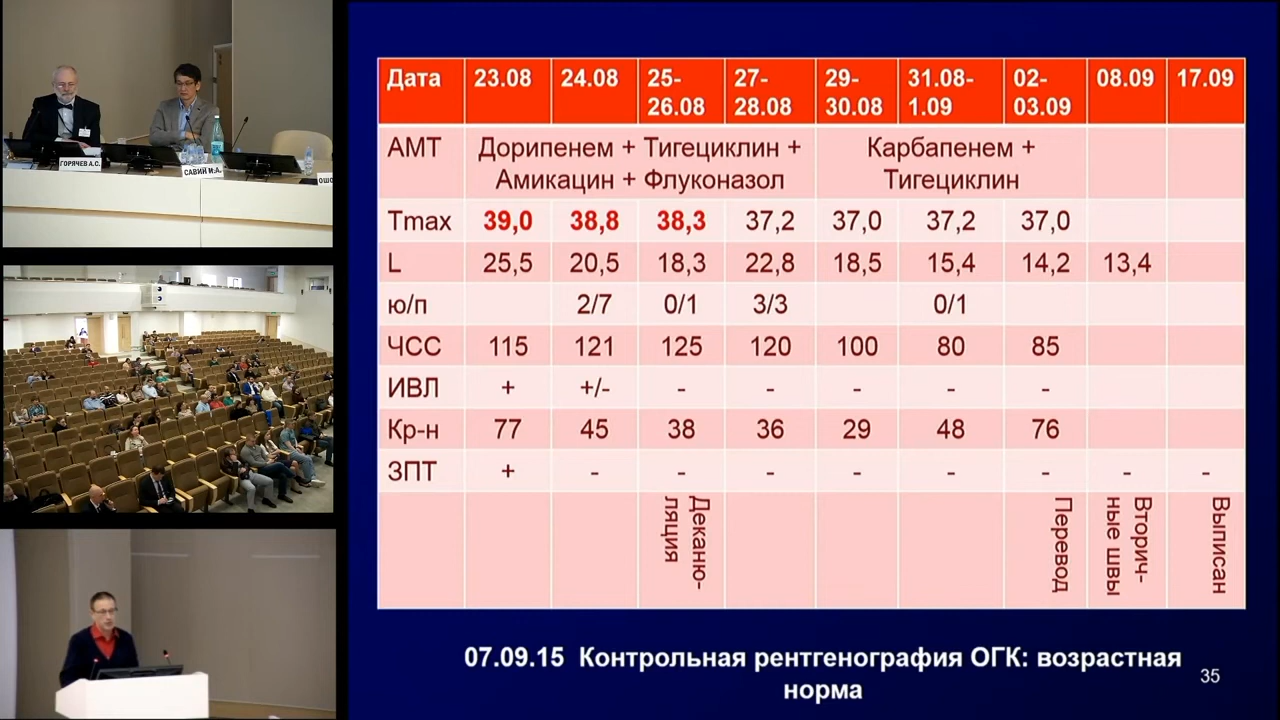 ГОРЯЧЕВ А.С.
САВИН И.А.
ОШО
Дата 23.08 24.08 25-26.08 27-28.08 29-30.08 31.08-1.09 02-03.09 08.09 17.09
АМТ Дорипенем + Тигециклин + Карбапенем +
Амикацин + Флуконазол Тигециклин
Tmax 39,0 38,8 38,3 37,2 37,0 37,2 37,0
L 25,5 20,5 18,3 22,8 18,5 15,4 14,2 13,4
ю/п 2/7 0/1 3/3 0/1
ЧСС 115 121 125 120 100 80 85
ИВЛ + +/- - - - - -
Кр-н 77 45 38 36 29 48 76
ЗПТ + - - - - - - - -
Деканю-
ляция
Перевод
Вторич-
ные швы
Выписан
07.09.15 Контрольная рентгенография ОГК: возрастная
норма
35